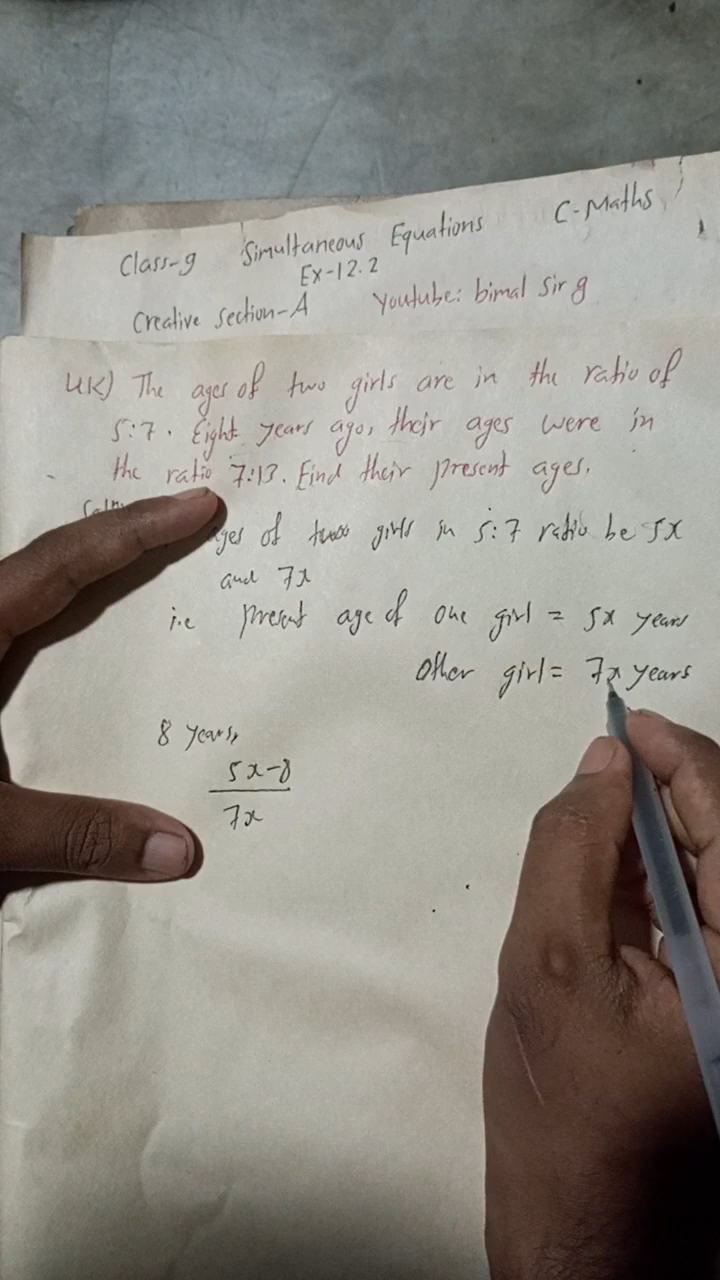 C-Maths
Class-9 Simultaneous Equations
Ex-12.2
Creative section-A Youtube: bimal sir 9
4K) The ages of two girls are in the ratio of
5:7. Eight years ago, their ages were in
the ratio 7:13. Find their present ages.
ages of two girls in 5:7 ratio be 5x
and 7x
i.e present age of one girl = 5x years
Other girl = 7x years
8 years,
5x-8
7x